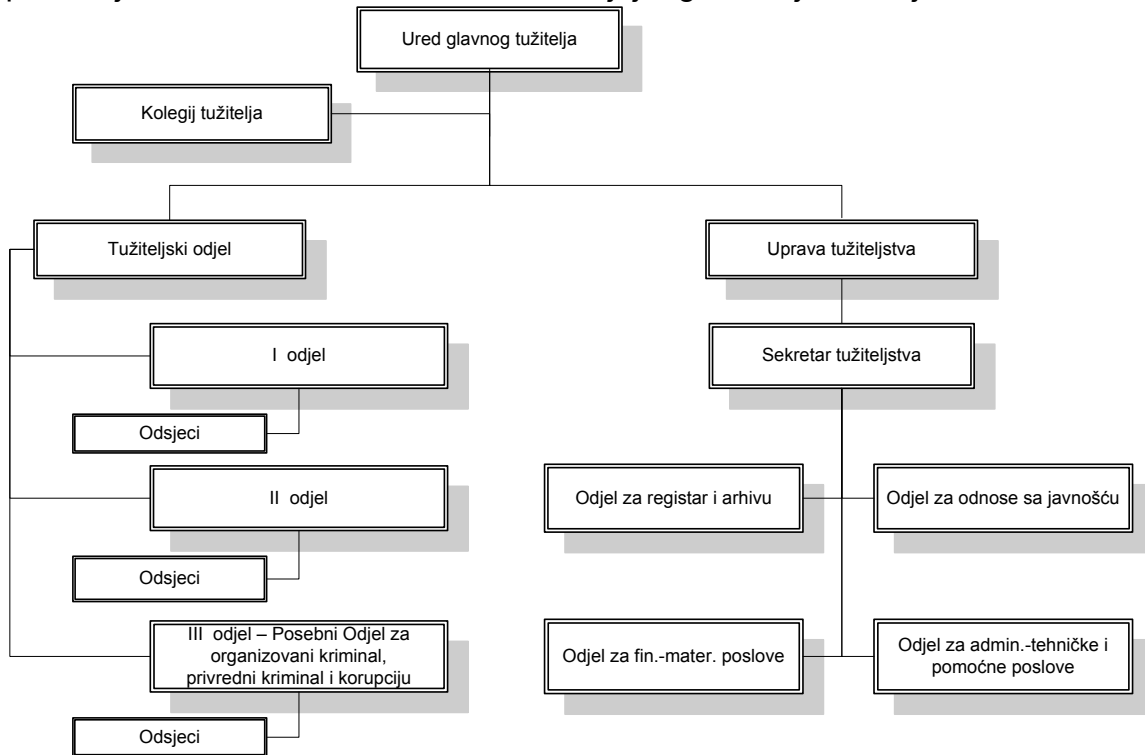 Ured glavnog tužitelja
Kolegij tužitelja
Tužiteljski odjel
Uprava tužiteljstva
I odjel
Sekretar tužiteljstva
Odsjeci
II odjel
Odjel za registar i arhivu
Odjel za odnose sa javnošću
Odsjeci
III odjel – Posebni Odjel za
organizovani kriminal,
privredni kriminal i korupciju
Odjel za fin.-mater. poslove
Odjel za admin.-tehničke i
pomoćne poslove
Odsjeci